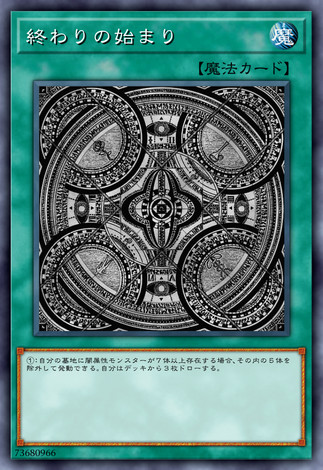 終わりの始まり
魔
【魔法カード】
①:自分の墓地に闇属性モンスターが7体以上存在する場合、その内の5体を
除外して発動できる。自分はデッキから3枚ドローする。
73680966